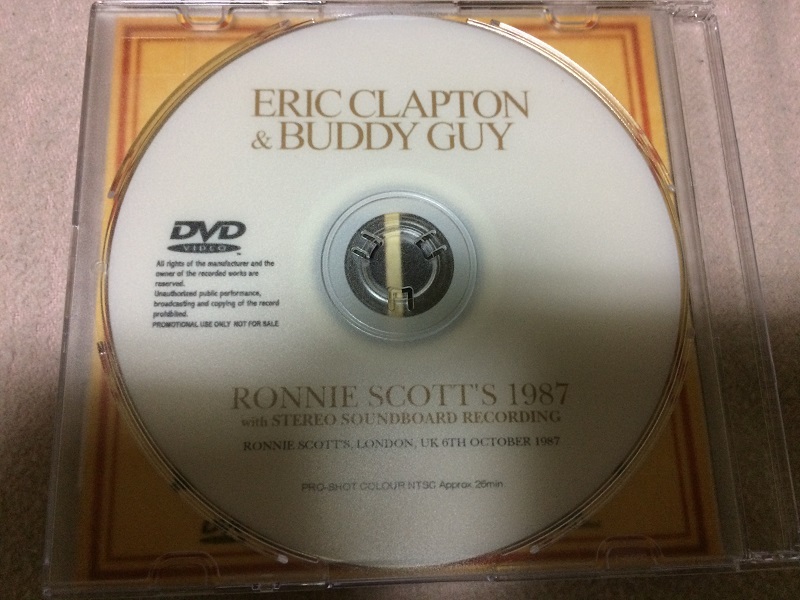 ERIC CLAPTON
& BUDDY GUY
DVD
VIDEO
All rights of the manufacturer and the
owner of the recorded works are
reserved.
Unauthorized public performance,
broadcasting and copying of the record
prohibited.
PROMOTIONAL USE ONLY NOT FOR SALE
RONNIE SCOTT'S 1987
with STEREO SOUNDBOARD RECORDING
RONNIE SCOTT'S, LONDON, UK 6TH OCTOBER 1987
PRO-SHOT COLOUR NTSC Approx.26min